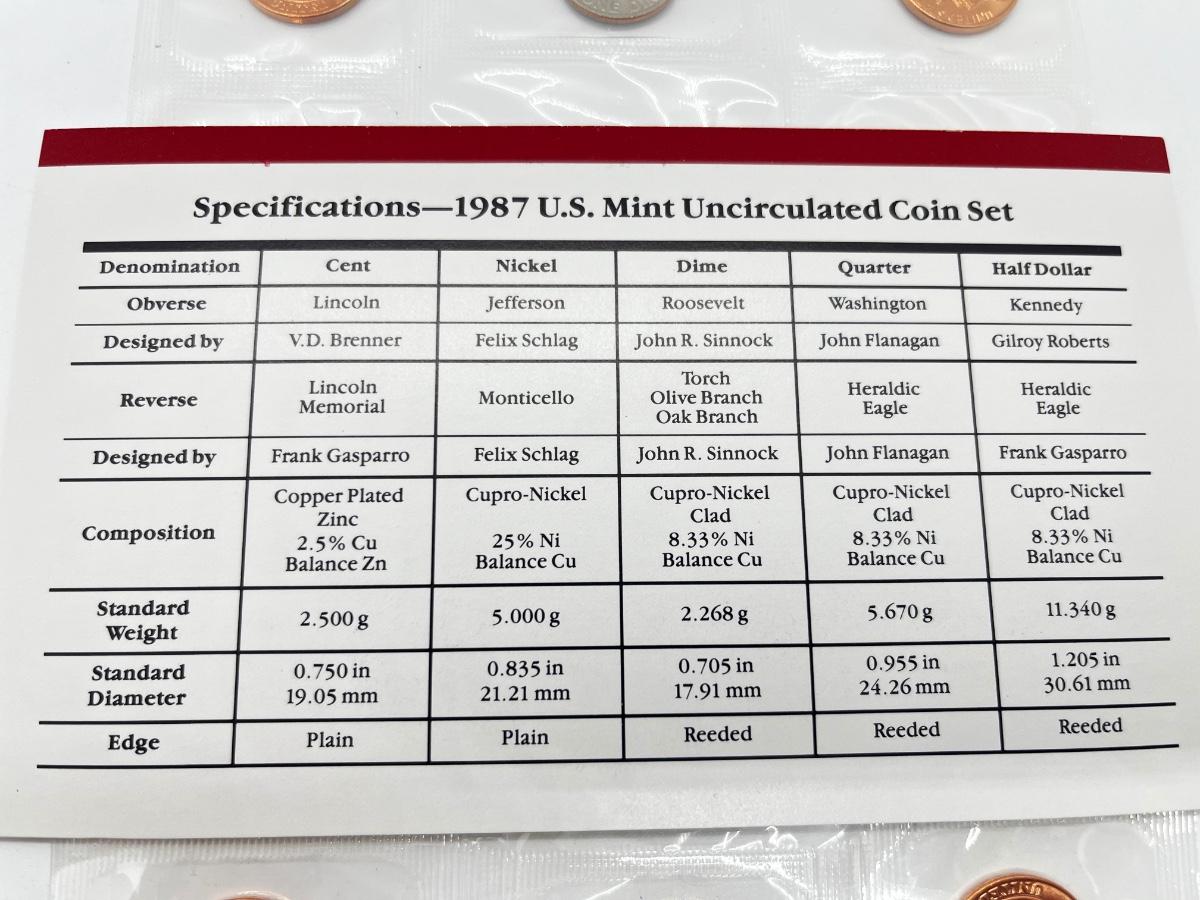 Specifications—1987 U.S. Mint Uncirculated Coin Set
Denomination Cent Nickel Dime Quarter Half Dollar
Obverse Lincoln Jefferson Roosevelt Washington Kennedy
Designed by V.D. Brenner Felix Schlag John R. Sinnock John Flanagan Gilroy Roberts
Reverse Lincoln Memorial Monticello Torch Olive Branch Oak Branch Heraldic Eagle Heraldic Eagle
Designed by Frank Gasparro Felix Schlag John R. Sinnock John Flanagan Frank Gasparro
Composition Copper Plated Zinc 2.5% Cu Balance Zn Cupro-Nickel 25% Ni Balance Cu Cupro-Nickel Clad 8.33% Ni Balance Cu Cupro-Nickel Clad 8.33% Ni Balance Cu Cupro-Nickel Clad 8.33% Ni Balance Cu
Standard Weight 2.500 g 5.000 g 2.268 g 5.670 g 11.340 g
Standard Diameter 0.750 in 19.05 mm 0.835 in 21.21 mm 0.705 in 17.91 mm 0.955 in 24.26 mm 1.205 in 30.61 mm
Edge Plain Plain Reeded Reeded Reeded